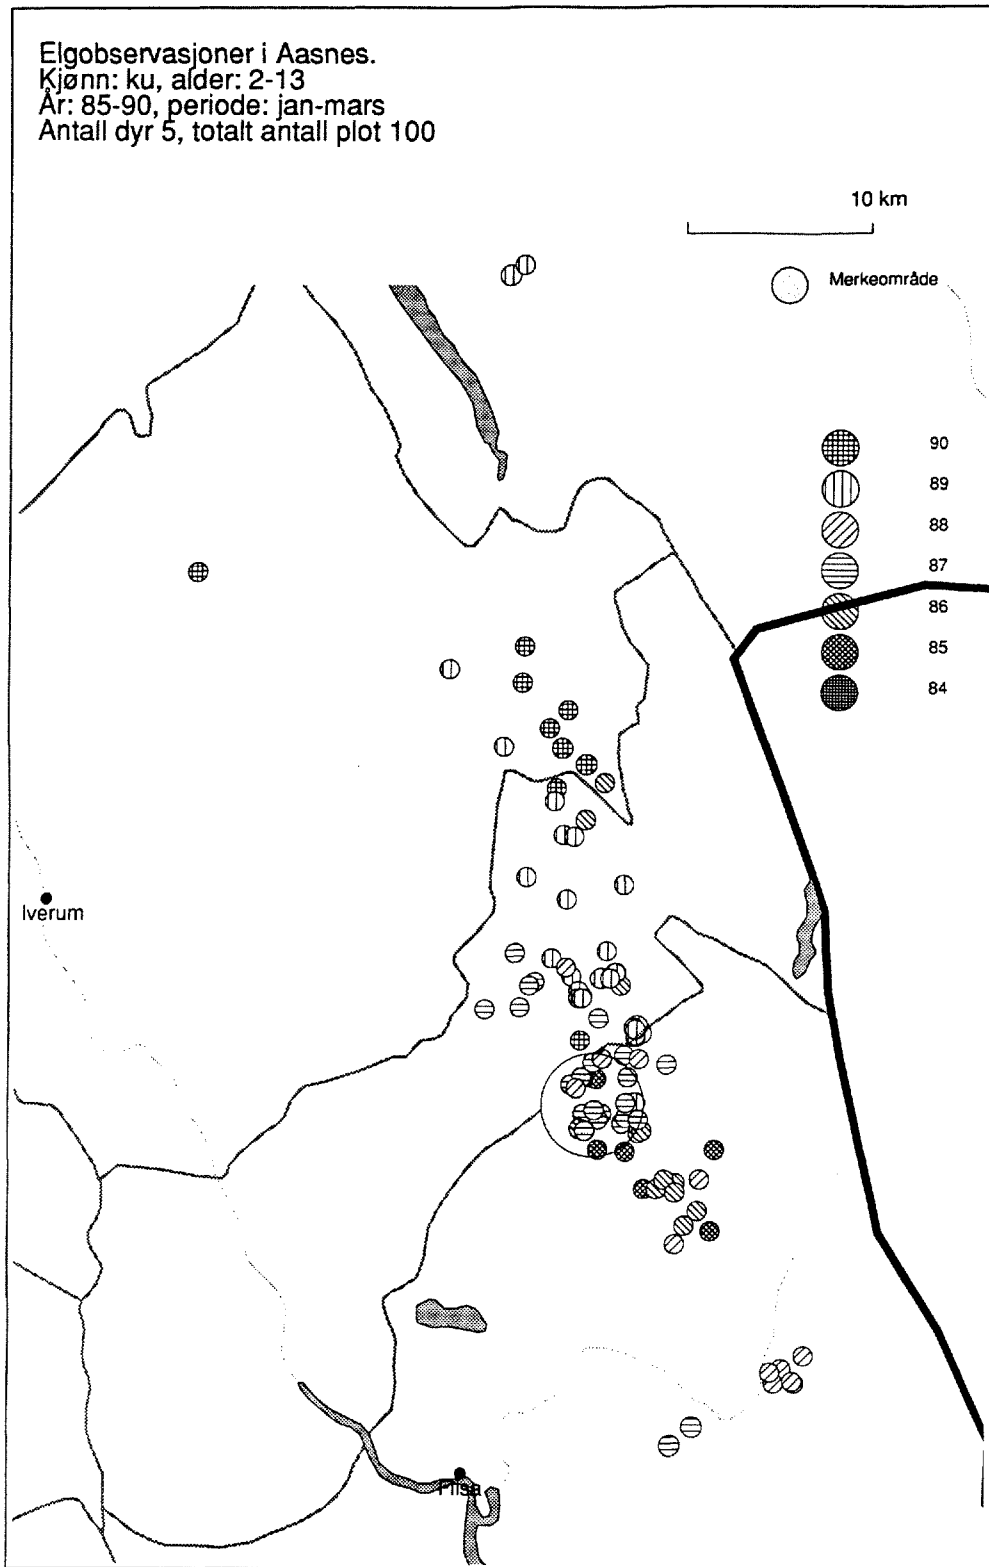 Elgobservasjoner i Aasnes.
Kjønn: ku, alder: 2-13
År: 85-90, periode: jan-mars
Antall dyr 5, totalt antall plot 100
10 km
Merkeområde
90
89
88
87
86
85
84
Iverum
Flisa